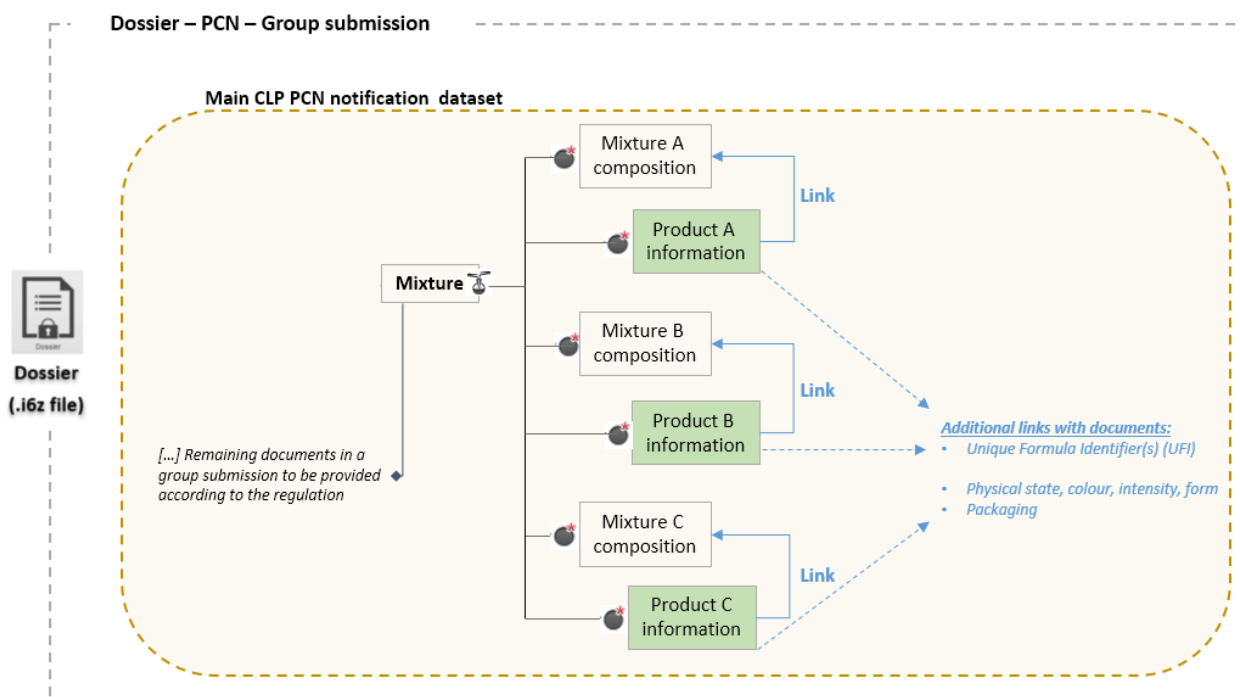 Dossier – PCN – Group submission
Main CLP PCN notification dataset
Mixture A
composition
Link
Product A
information
Mixture
Mixture B
composition
Link
Product B
information
Dossier
Dossier
(.i6z file)
[...] Remaining documents in a
group submission to be provided
according to the regulation
Additional links with documents:
• Unique Formula Identifier(s) (UFI)
• Physical state, colour, intensity, form
• Packaging
Mixture C
composition
Link
Product C
information